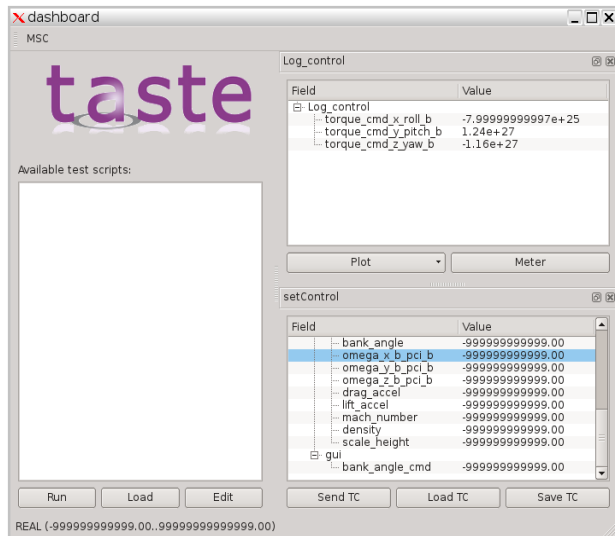 dashboard
MSC
taste
Available test scripts:
Run Load Edit
Log_control
Field Value
Log_control
torque_cmd_x_roll_b -7.99999999997e+25
torque_cmd_y_pitch_b 1.24e+27
torque_cmd_z_yaw_b -1.16e+27
Plot Meter
setControl
Field Value
bank_angle -999999999999.00
omega_x_b_pci_b -999999999999.00
omega_y_b_pci_b -999999999999.00
omega_z_b_pci_b -999999999999.00
drag_accel -999999999999.00
lift_accel -999999999999.00
mach_number -999999999999.00
density -999999999999.00
scale_height -999999999999.00
gui
bank_angle_cmd -999999999999.00
Send TC Load TC Save TC
REAL (-999999999999.00..99999999999999.00)